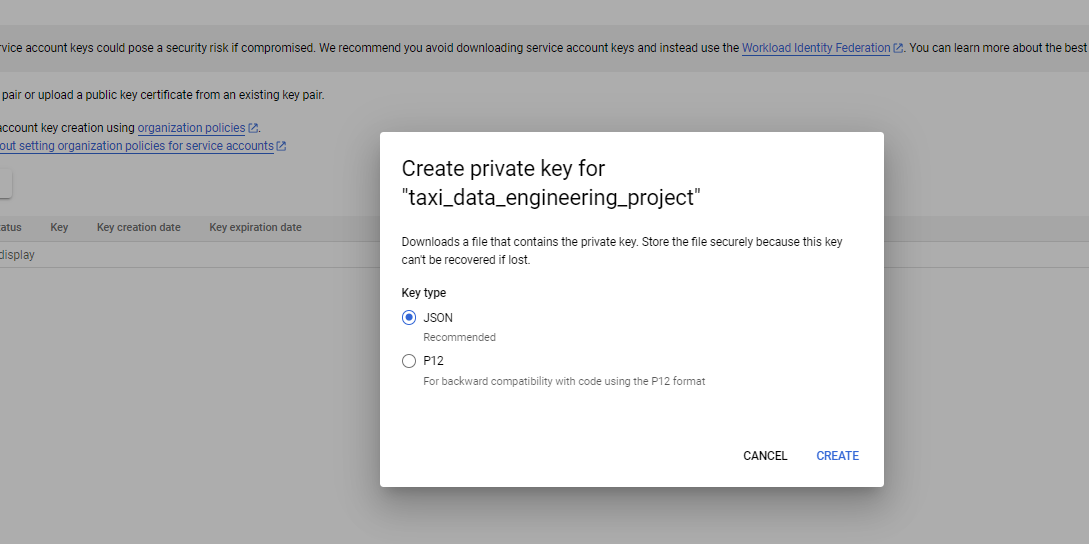 rvice account keys could pose a security risk if compromised. We recommend you avoid downloading service account keys and instead use the Workload Identity Federation. You can learn more about the best
pair or upload a public key certificate from an existing key pair.
account key creation using organization policies.
out setting organization policies for service accounts
Create private key for
"taxi_data_engineering_project"
Downloads a file that contains the private key. Store the file securely because this key
can't be recovered if lost.
Key type
JSON
Recommended
P12
For backward compatibility with code using the P12 format
CANCEL CREATE
tatus Key Key creation date Key expiration date
display